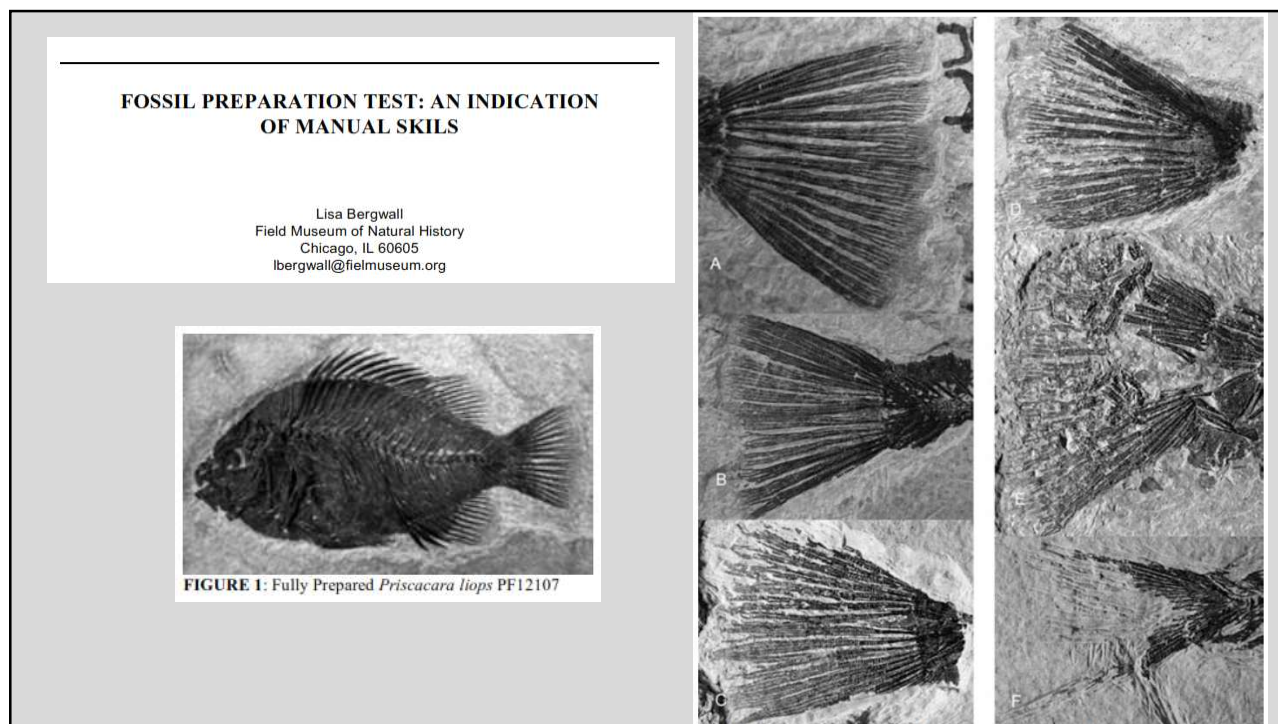 FOSSIL PREPARATION TEST: AN INDICATION
OF MANUAL SKILS
Lisa Bergwall
Field Museum of Natural History
Chicago, IL 60605
lbergwall@fielmuseum.org
FIGURE 1: Fully Prepared Priscacara liops PF12107
A
B
C
D
E
F